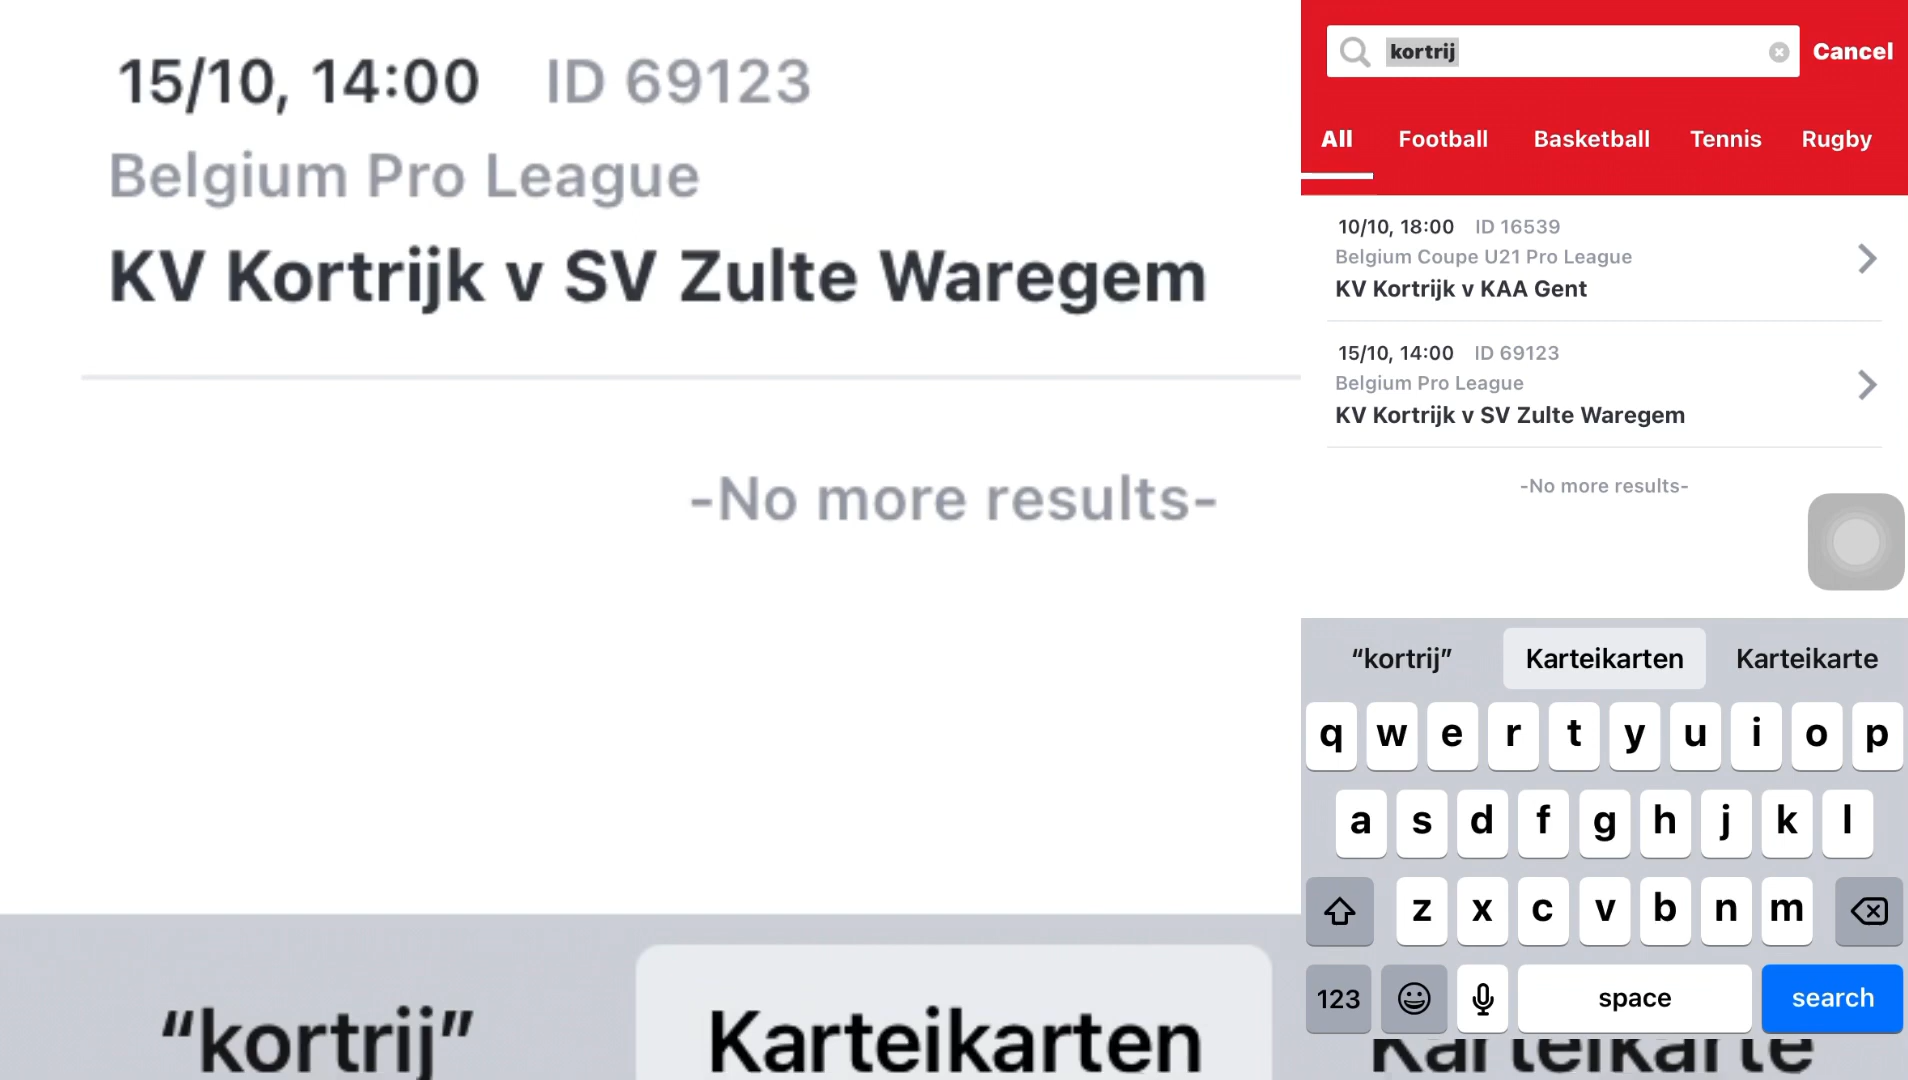 15/10, 14:00 ID 69123
Belgium Pro League
KV Kortrijk v SV Zulte Waregem
-No more results-
“kortrij” Karteikarten Karteikarte
kortrij Cancel
All Football Basketball Tennis Rugby
10/10, 18:00 ID 16539
Belgium Coupe U21 Pro League
KV Kortrijk v KAA Gent
15/10, 14:00 ID 69123
Belgium Pro League
KV Kortrijk v SV Zulte Waregem
-No more results-
“kortrij” Karteikarten Karteikarte
q w e r t y u i o p
a s d f g h j k l
z x c v b n m
123 space search